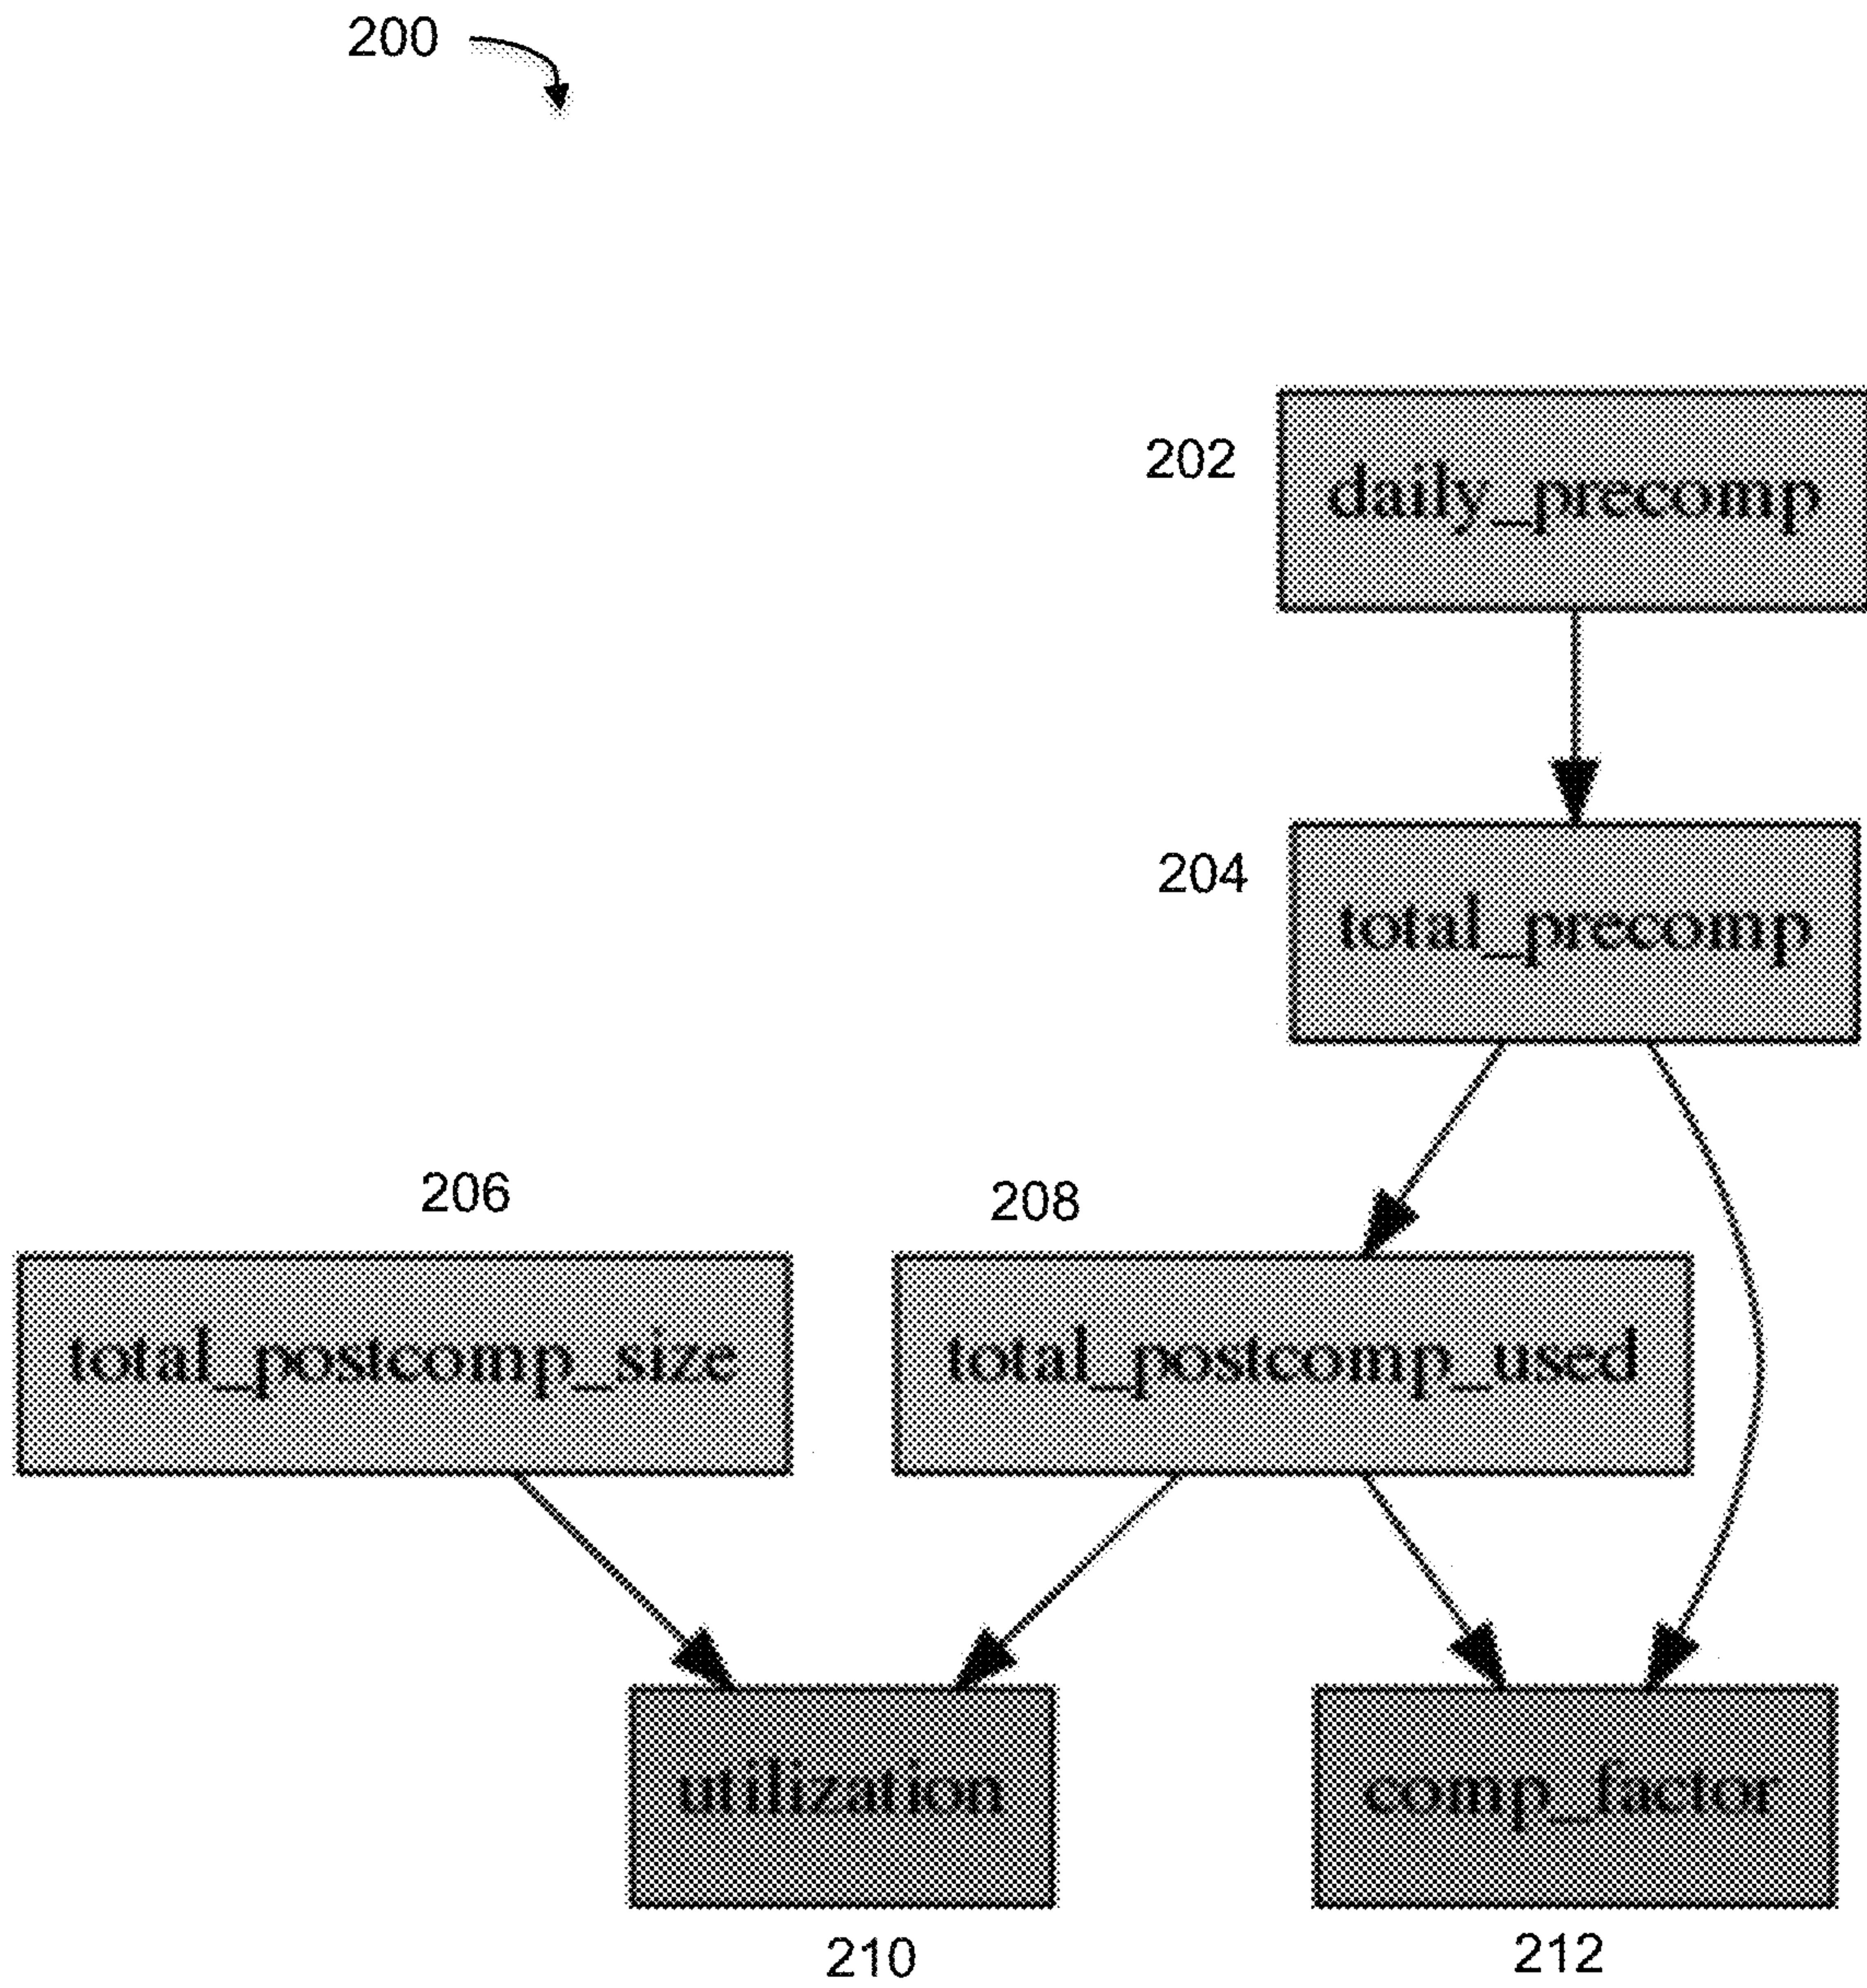 200
202
daily_precomp
204
total_precomp
206
208
total_postcomp_size
total_postcomp_used
utilization
comp_factor
210
212